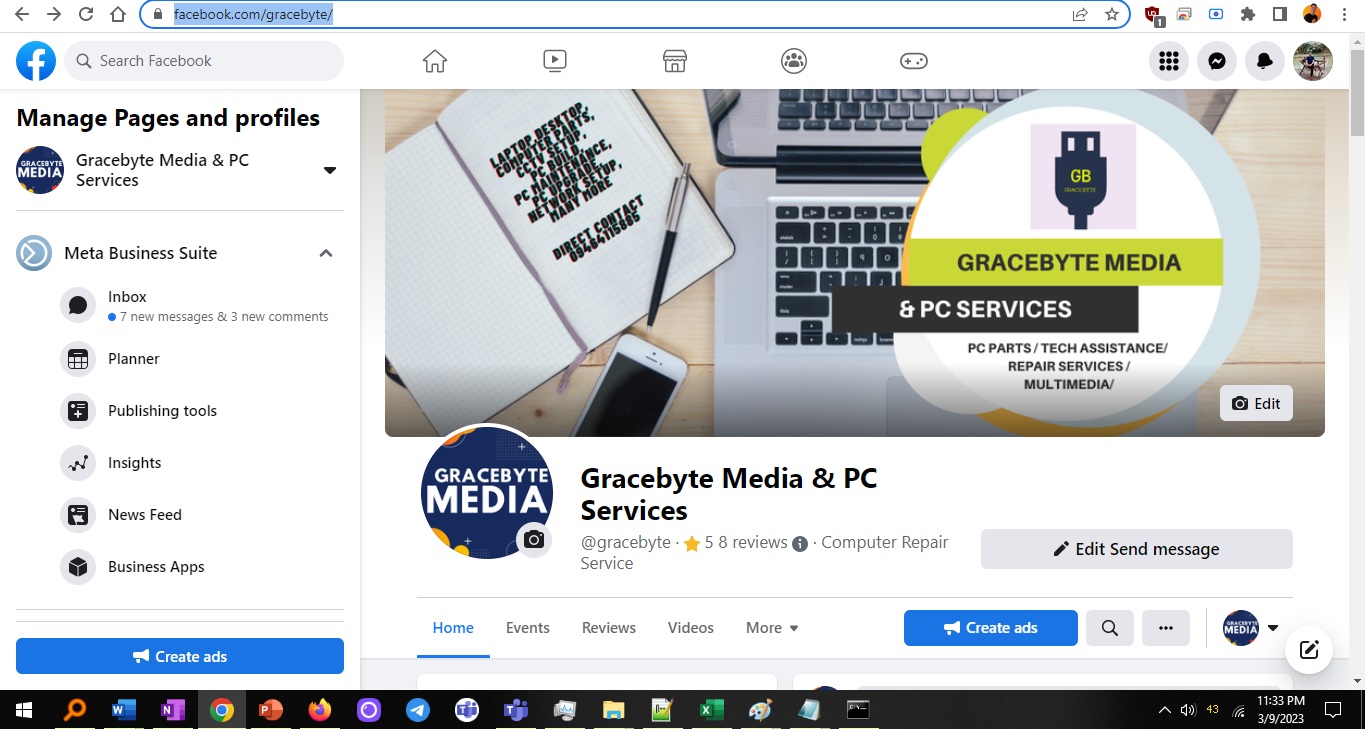 facebook.com/gracebyte/
1
Search Facebook
Manage Pages and profiles
GRACEBYTE
MEDIA
Gracebyte Media & PC
Services
Meta Business Suite
Inbox
7 new messages & 3 new comments
Planner
Publishing tools
Insights
News Feed
Business Apps
Create ads
LAPTOP,DESKTOP,
COMPUTER PARTS,
CCTV SETUP,
PC BUILD,
PC MAINTENANCE,
PC UPGRADE,
NETWORK SETUP,
MANY MORE
DIRECT CONTACT
09464115865
GB
GRACEBYTE
GRACEBYTE MEDIA
& PC SERVICES
PC PARTS / TECH ASSISTANCE/
REPAIR SERVICES /
MULTIMEDIA/
Edit
GRACEBYTE
MEDIA
Gracebyte Media & PC
Services
@gracebyte · 5 8 reviews · Computer Repair
Service
Edit Send message
Home
Events
Reviews
Videos
More
Create ads
GRACEBYTE
MEDIA
43
11:33 PM
3/9/2023